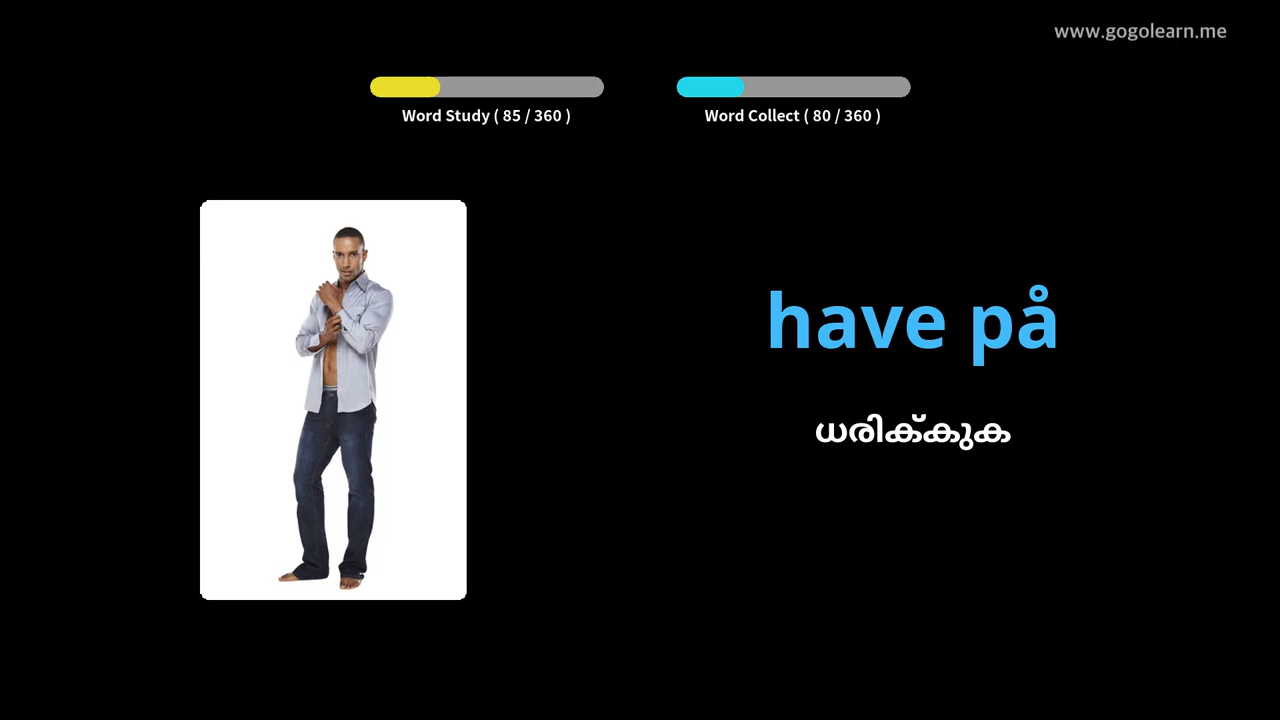 www.gogolearn.me
Word Study ( 85 / 360 )
Word Collect ( 80 / 360 )
have på
ധരിക്കുക